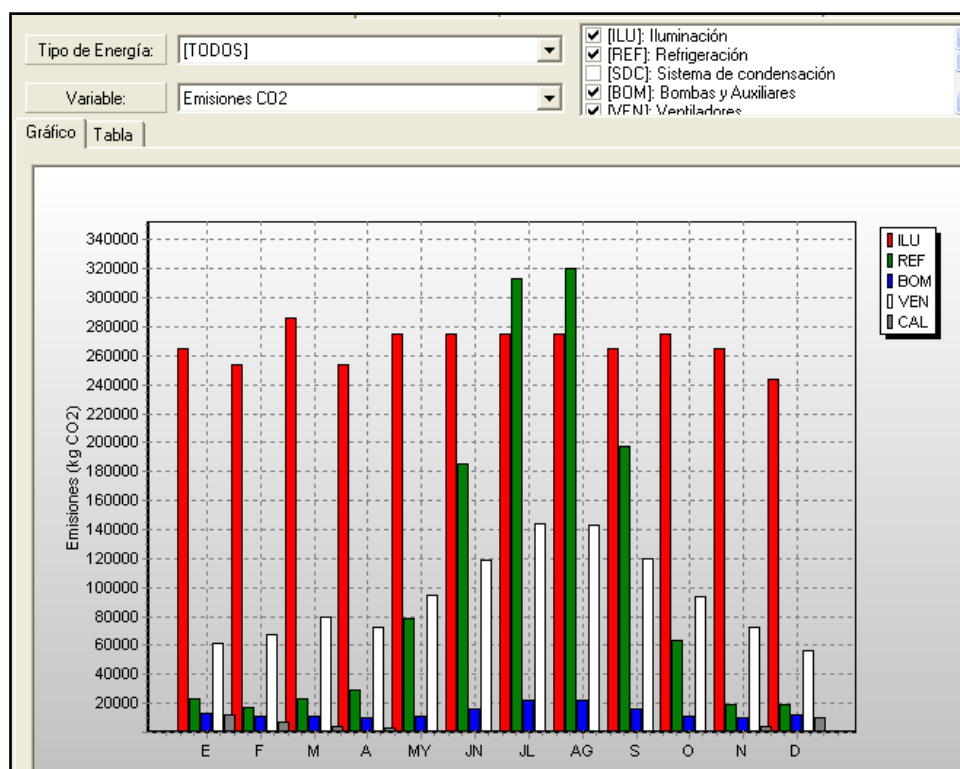 Tipo de Energía: [TODOS]
Variable: Emisiones CO2
[ILU]: Iluminación
[REF]: Refrigeración
[SDC]: Sistema de condensación
[BOM]: Bombas y Auxiliares
[VEN]: Ventiladores
Gráfico Tabla
Emisiones (kg CO2)
340000
320000
300000
280000
260000
240000
220000
200000
180000
160000
140000
120000
100000
80000
60000
40000
20000
E F M A MY JN JL AG S O N D
ILU
REF
BOM
VEN
CAL